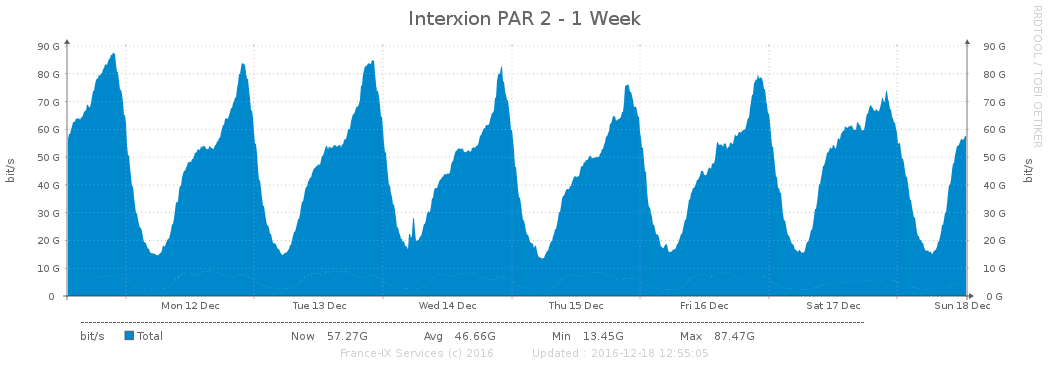 Interxion PAR 2 - 1 Week
RRDTOOL / TOBI OETIKER
90 G 90 G
80 G 80 G
70 G 70 G
60 G 60 G
50 G 50 G
40 G 40 G
30 G 30 G
20 G 20 G
10 G 10 G
0 0 G
bit/s bit/s
Mon 12 Dec Tue 13 Dec Wed 14 Dec Thu 15 Dec Fri 16 Dec Sat 17 Dec Sun 18 Dec
bit/s Total Now 57.27G Avg 46.66G Min 13.45G Max 87.47G
France-IX Services (c) 2016 Updated : 2016-12-18 12:55:05